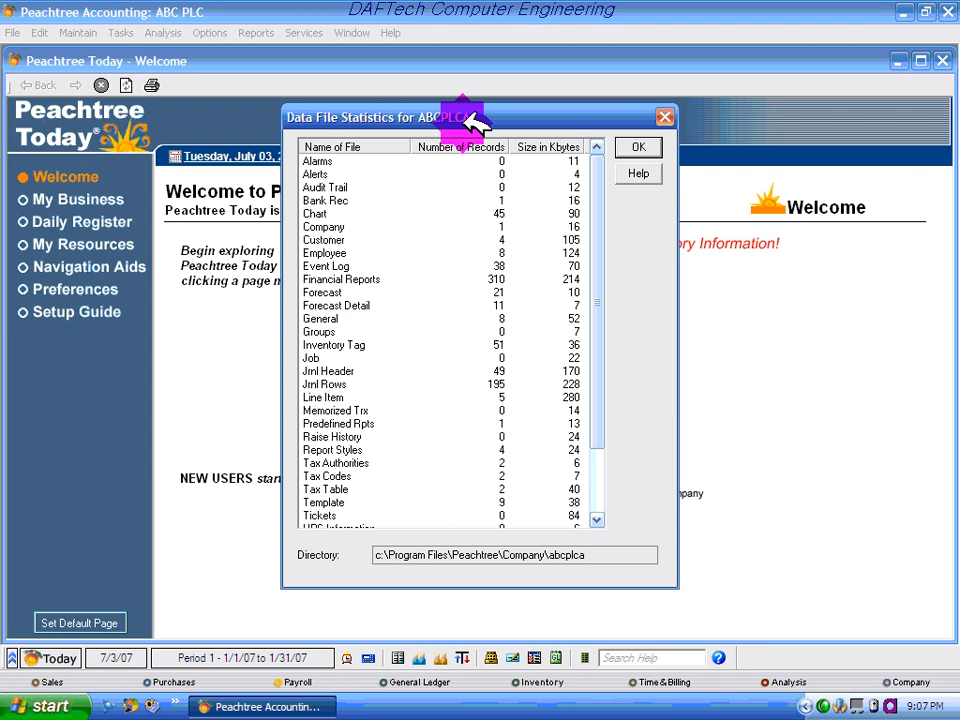 Peachtree Accounting: ABC PLC
DAFTech Computer Engineering
File Edit Maintain Tasks Analysis Options Reports Services Window Help
Peachtree Today - Welcome
Back
Peachtree
Today
Tuesday, July 03, 2
Welcome
My Business
Daily Register
My Resources
Navigation Aids
Preferences
Setup Guide
Set Default Page
Welcome to P
Peachtree Today is
Begin exploring
Peachtree Today
clicking a page n
NEW USERS start
Welcome
ry Information!
mpany
Data File Statistics for ABCPLCA
Name of File Number of Records Size in Kbytes
Alarms 0 11
Alerts 0 4
Audit Trail 0 12
Bank Rec 1 16
Chart 45 90
Company 1 16
Customer 4 105
Employee 8 124
Event Log 38 70
Financial Reports 310 214
Forecast 21 10
Forecast Detail 11 7
General 8 52
Groups 0 7
Inventory Tag 51 36
Job 0 22
Jrnl Header 49 170
Jrnl Rows 195 228
Line Item 5 280
Memorized Trx 0 14
Predefined Rpts 1 13
Raise History 0 24
Report Styles 4 24
Tax Authorities 2 6
Tax Codes 2 7
Tax Table 2 40
Template 9 38
Tickets 0 84
OK
Help
Directory: c:\Program Files\Peachtree\Company\abcplca
Today 7/3/07 Period 1 - 1/1/07 to 1/31/07 Search Help
Sales Purchases Payroll General Ledger Inventory Time & Billing Analysis Company
start Peachtree Accountin... 9:07 PM